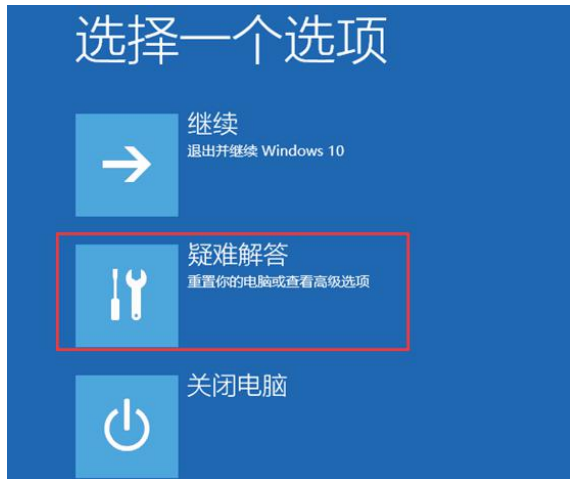 选择一个选项
继续
退出并继续 Windows 10
疑难解答
重置你的电脑或查看高级选项
关闭电脑